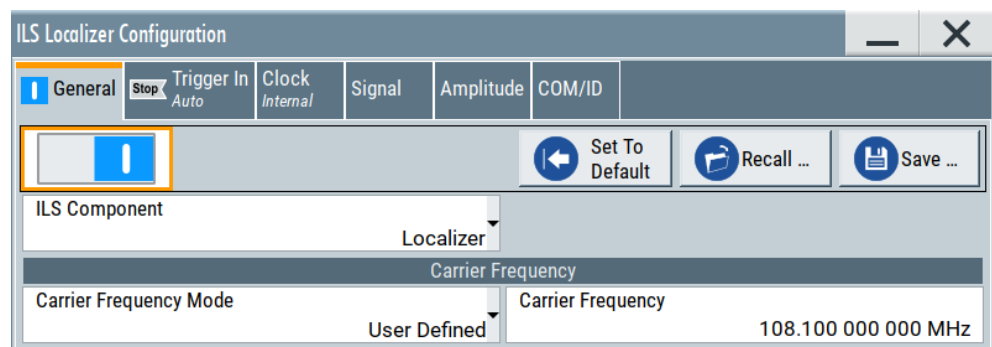 ILS Localizer Configuration
General
Stop
Trigger In
Auto
Clock
Internal
Signal
Amplitude
COM/ID
Set To
Default
Recall ...
Save ...
ILS Component
Localizer
Carrier Frequency
Carrier Frequency Mode
User Defined
Carrier Frequency
108.100 000 000 MHz